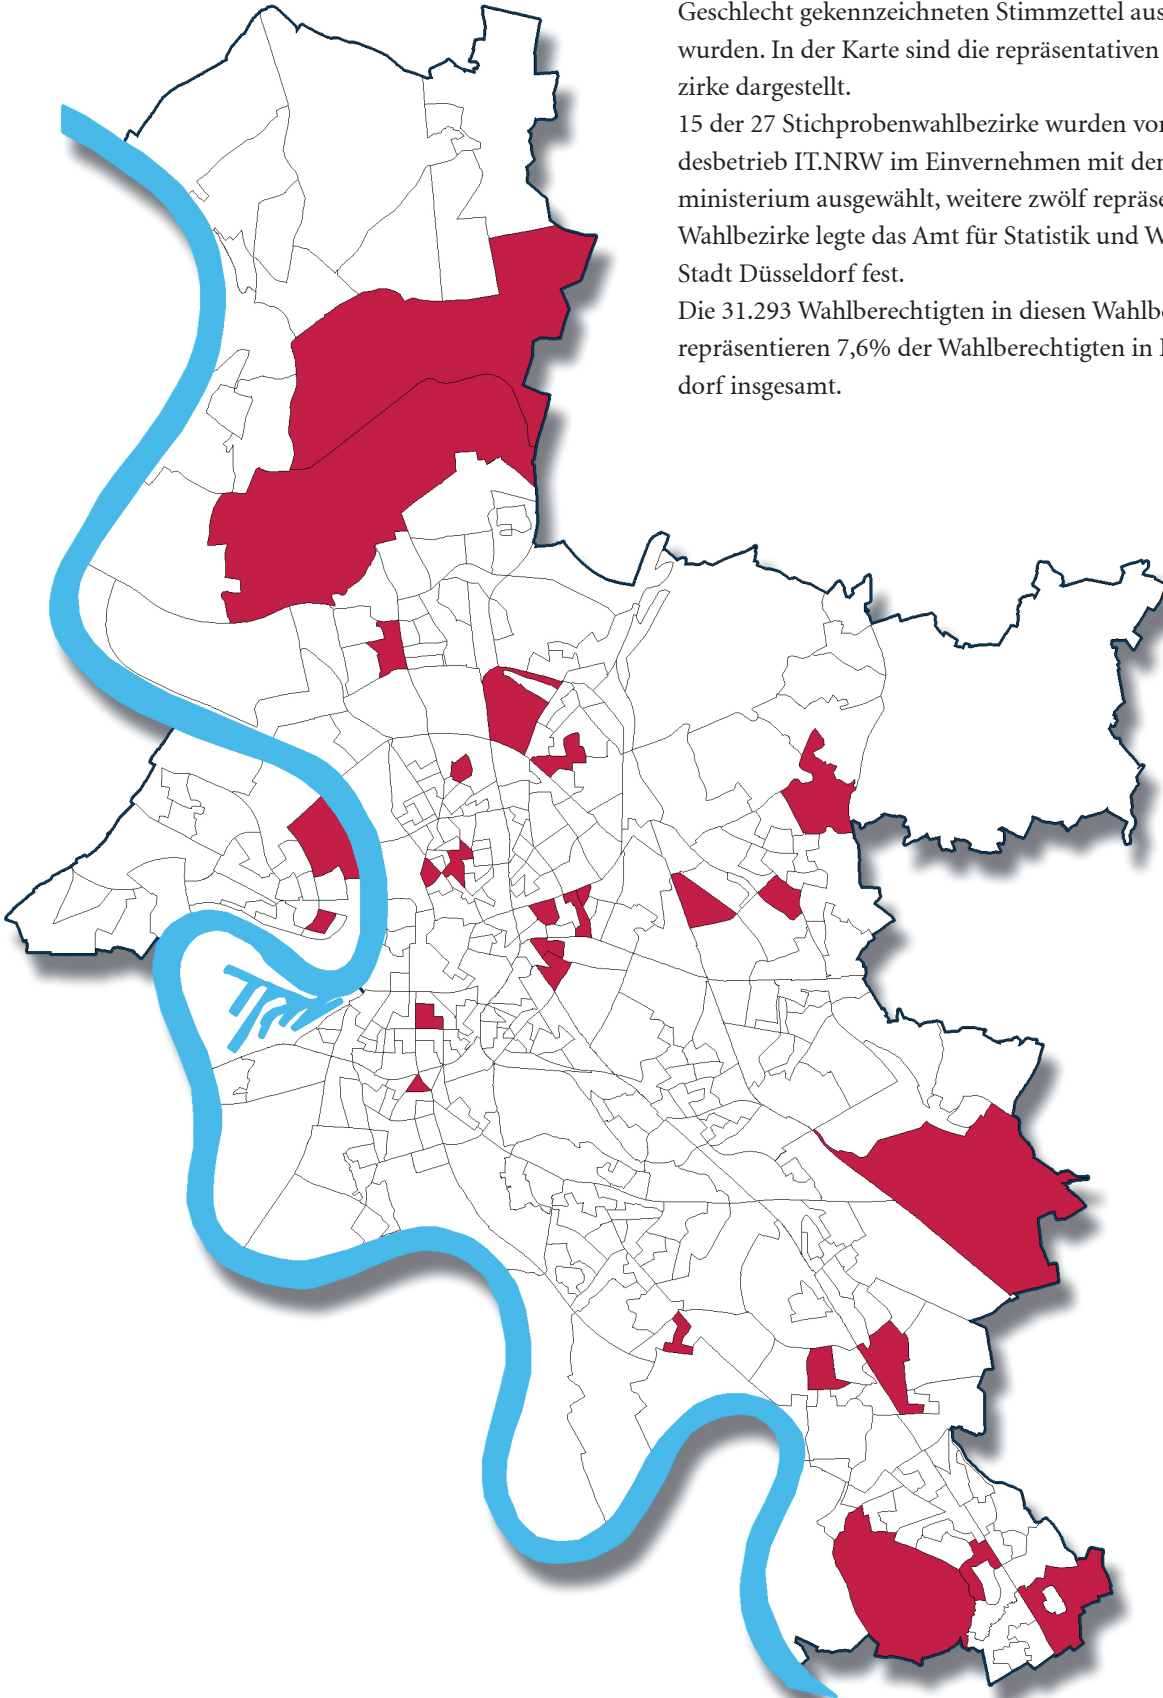 Geschlecht gekennzeichneten Stimmzettel aus
wurden. In der Karte sind die repräsentativen
zirke dargestellt.
15 der 27 Stichprobenwahlbezirke wurden vo
desbetrieb IT.NRW im Einvernehmen mit de
ministerium ausgewählt, weitere zwölf repräse
Wahlbezirke legte das Amt für Statistik und W
Stadt Düsseldorf fest.
Die 31.293 Wahlberechtigten in diesen Wahlb
repräsentieren 7,6% der Wahlberechtigten in
dorf insgesamt.